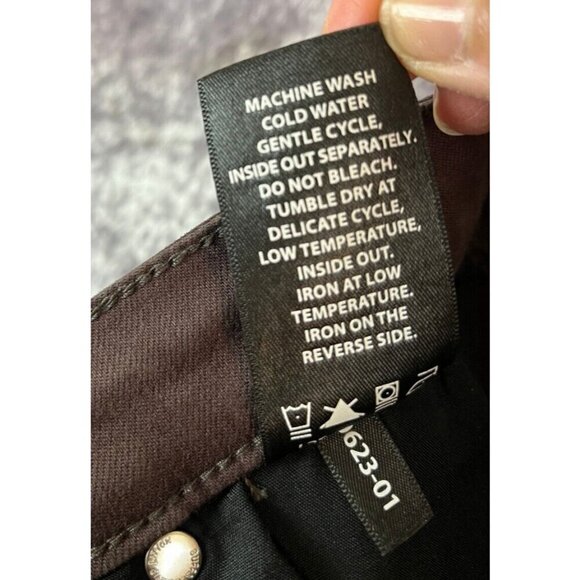 MACHINE WASH
COLD WATER
GENTLE CYCLE,
INSIDE OUT SEPARATELY.
DO NOT BLEACH.
TUMBLE DRY AT
DELICATE CYCLE,
LOW TEMPERATURE,
INSIDE OUT.
IRON AT LOW
TEMPERATURE.
IRON ON THE
REVERSE SIDE.
623-01